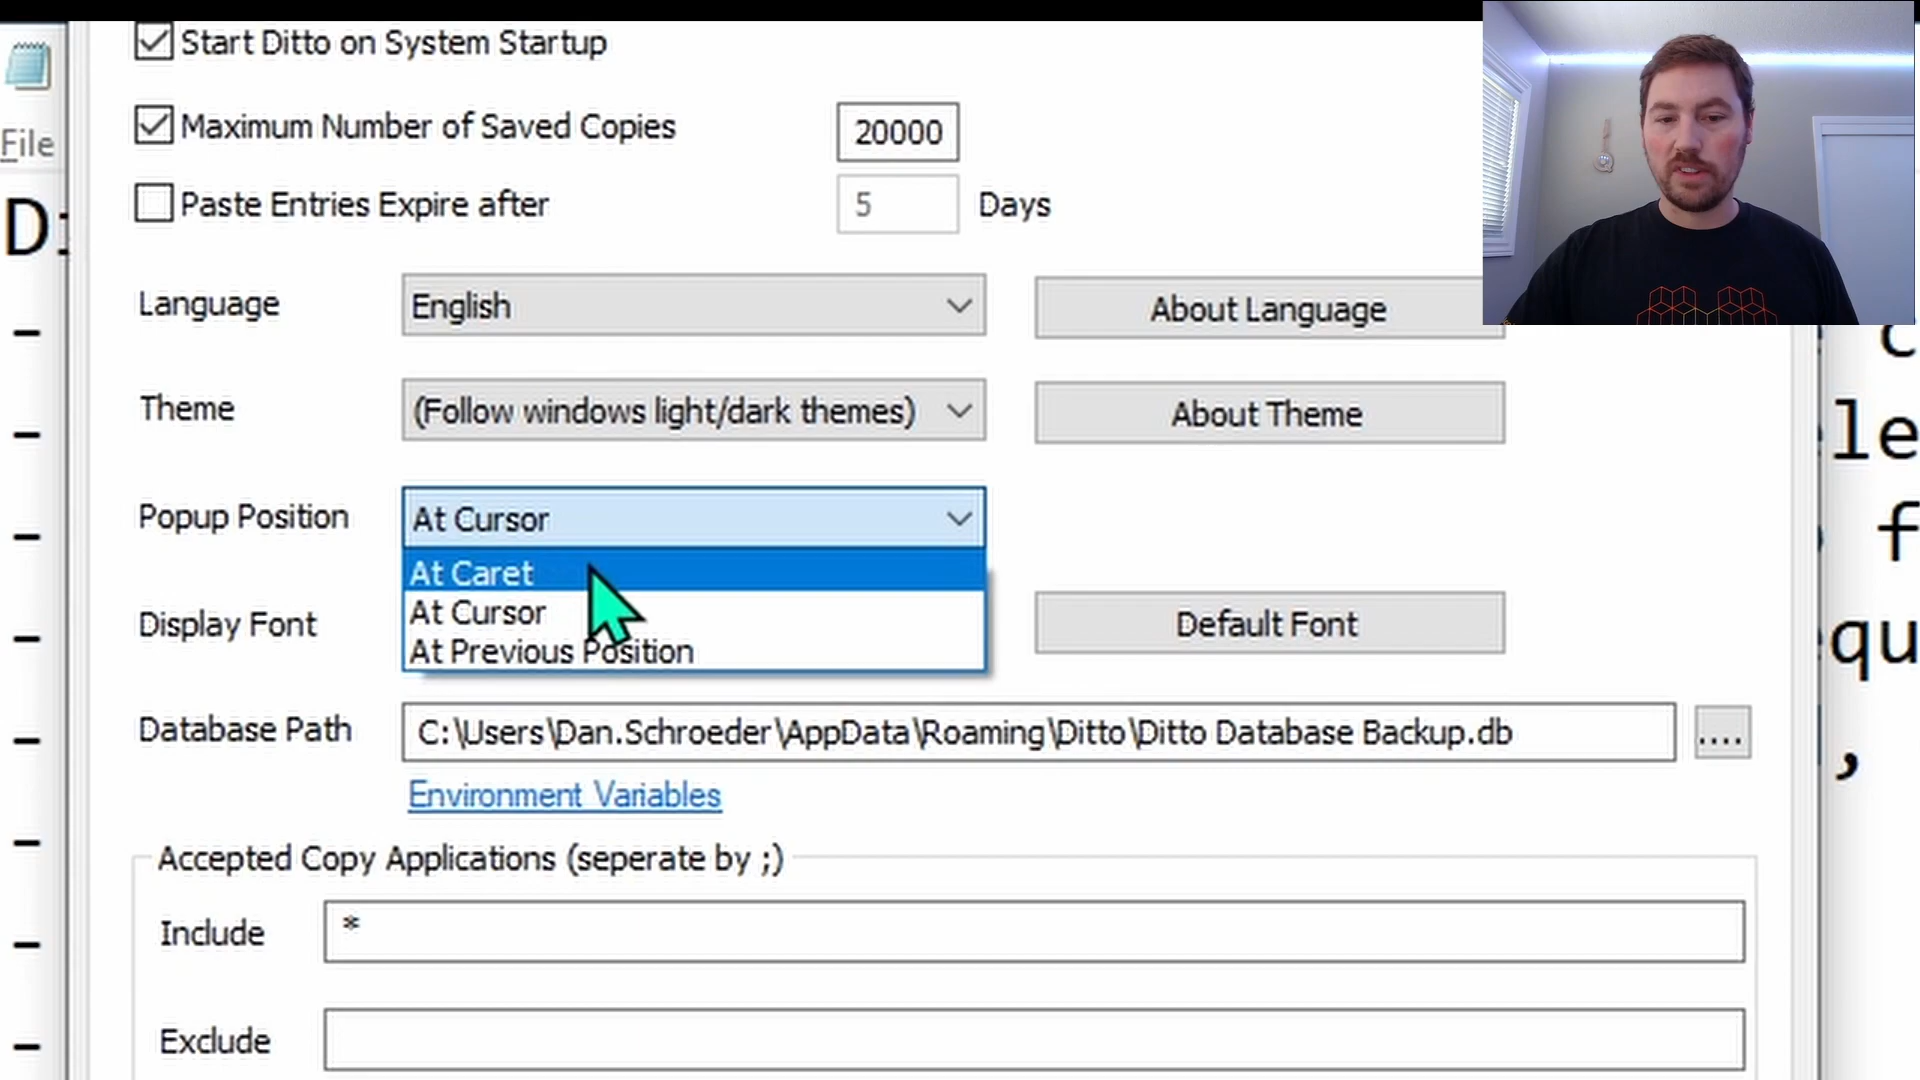 Start Ditto on System Startup
Maximum Number of Saved Copies 20000
File
Paste Entries Expire after 5 Days
Language English About Language
Theme (Follow windows light/dark themes) About Theme
le
Popup Position At Cursor
At Caret
At Cursor
Display Font Default Font
qu
At Previous Position
Database Path C:\Users\Dan.Schroeder\AppData\Roaming\Ditto\Ditto Database Backup.db ....
Environment Variables
Accepted Copy Applications (seperate by ;)
Include *
Exclude